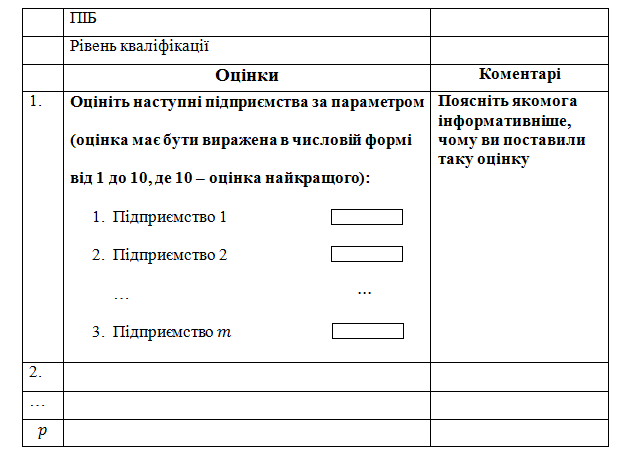 ПІБ
Рівень кваліфікації
Оцінки
Коментарі
1.
Оцініть наступні підприємства за параметром
(оцінка має бути виражена в числовій формі
від 1 до 10, де 10 – оцінка найкращого):
1. Підприємство 1
2. Підприємство 2
… …
3. Підприємство m
Поясніть якомога
інформативніше,
чому ви поставили
таку оцінку
2.
…
p